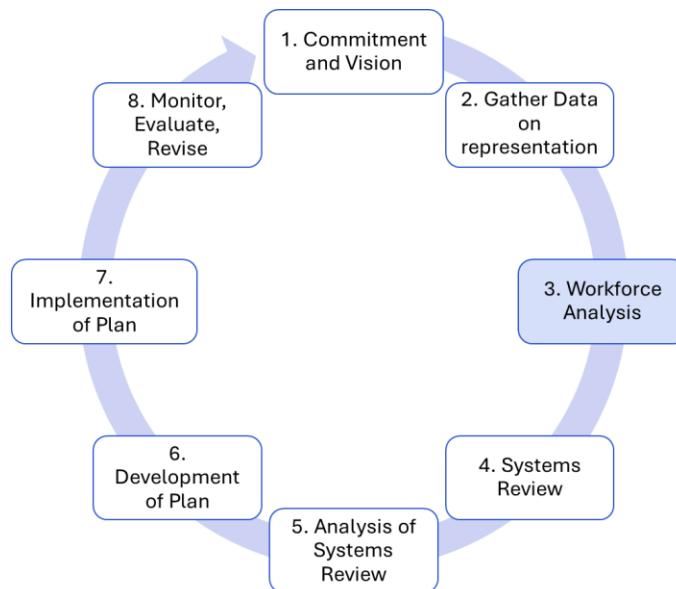 1. Commitment
and Vision
2. Gather Data
on
representation
3. Workforce
Analysis
4. Systems
Review
5. Analysis of
Systems
Review
6.
Development
of Plan
7.
Implementation
of Plan
8. Monitor,
Evaluate,
Revise